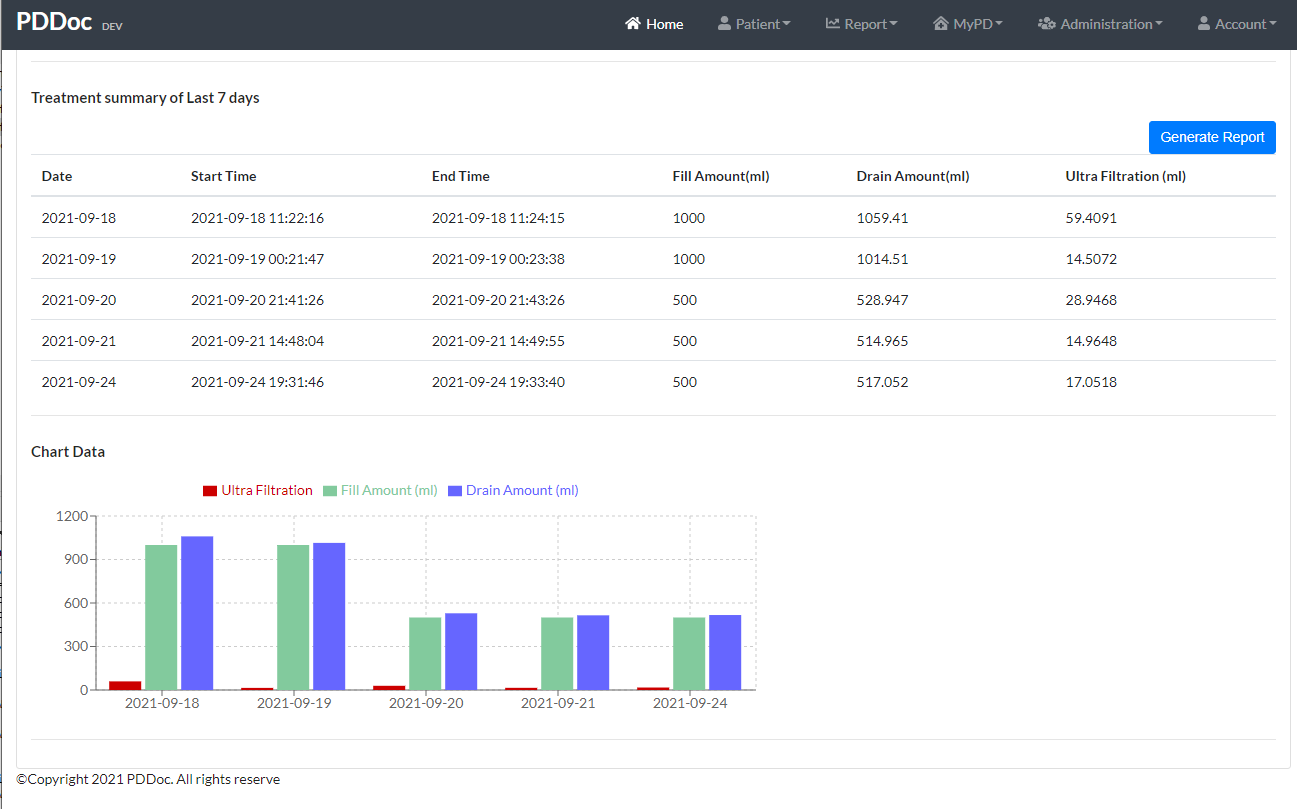 PDDoc DEV Home Patient Report MyPD Administration Account
Treatment summary of Last 7 days
Generate Report
Date Start Time End Time Fill Amount(ml) Drain Amount(ml) Ultra Filtration (ml)
2021-09-18 2021-09-18 11:22:16 2021-09-18 11:24:15 1000 1059.41 59.4091
2021-09-19 2021-09-19 00:21:47 2021-09-19 00:23:38 1000 1014.51 14.5072
2021-09-20 2021-09-20 21:41:26 2021-09-20 21:43:26 500 528.947 28.9468
2021-09-21 2021-09-21 14:48:04 2021-09-21 14:49:55 500 514.965 14.9648
2021-09-24 2021-09-24 19:31:46 2021-09-24 19:33:40 500 517.052 17.0518
Chart Data
Ultra Filtration Fill Amount (ml) Drain Amount (ml)
1200
900
600
300
0
2021-09-18 2021-09-19 2021-09-20 2021-09-21 2021-09-24
©Copyright 2021 PDDoc. All rights reserve